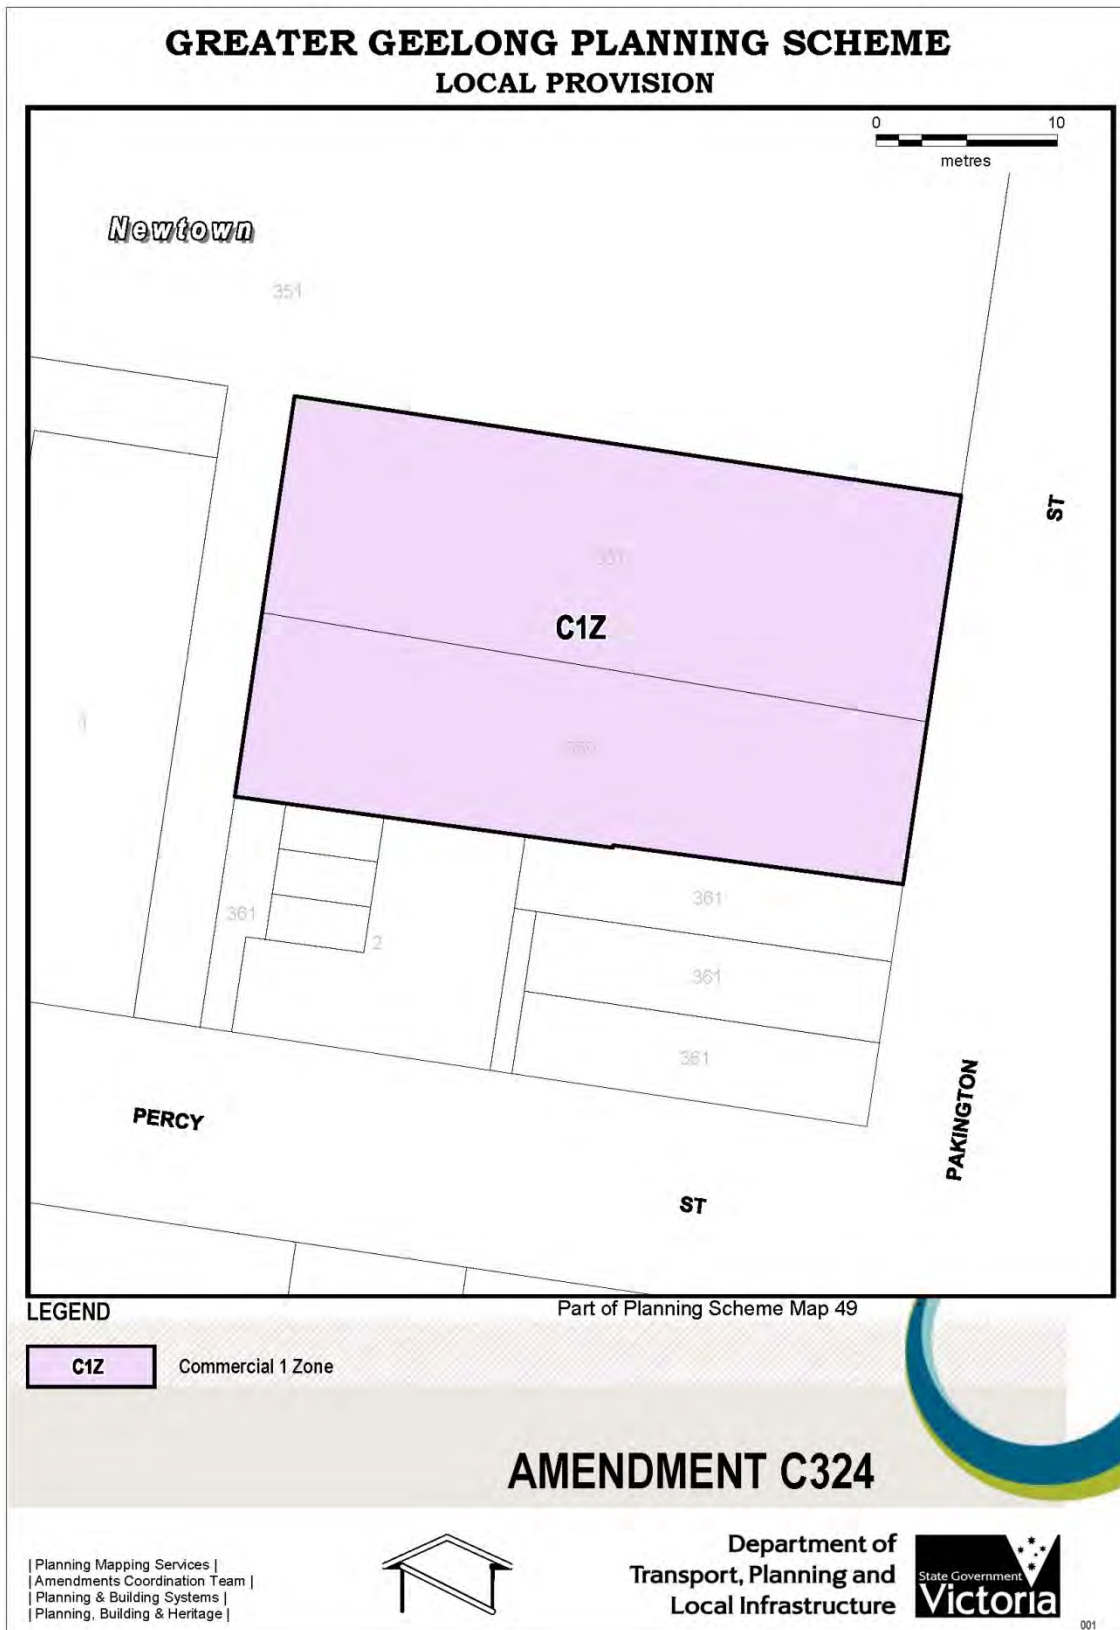 GREATER GEELONG PLANNING SCHEME
LOCAL PROVISION
0 10
metres
Newtown
351
ST
C1Z
1
361
361
2
361
361
PERCY
PAKINGTON
ST
LEGEND
Part of Planning Scheme Map 49
C1Z Commercial 1 Zone
AMENDMENT C324
| Planning Mapping Services |
| Amendments Coordination Team |
| Planning & Building Systems |
| Planning, Building & Heritage |
Department of
Transport, Planning and
Local Infrastructure
State Government
Victoria
001